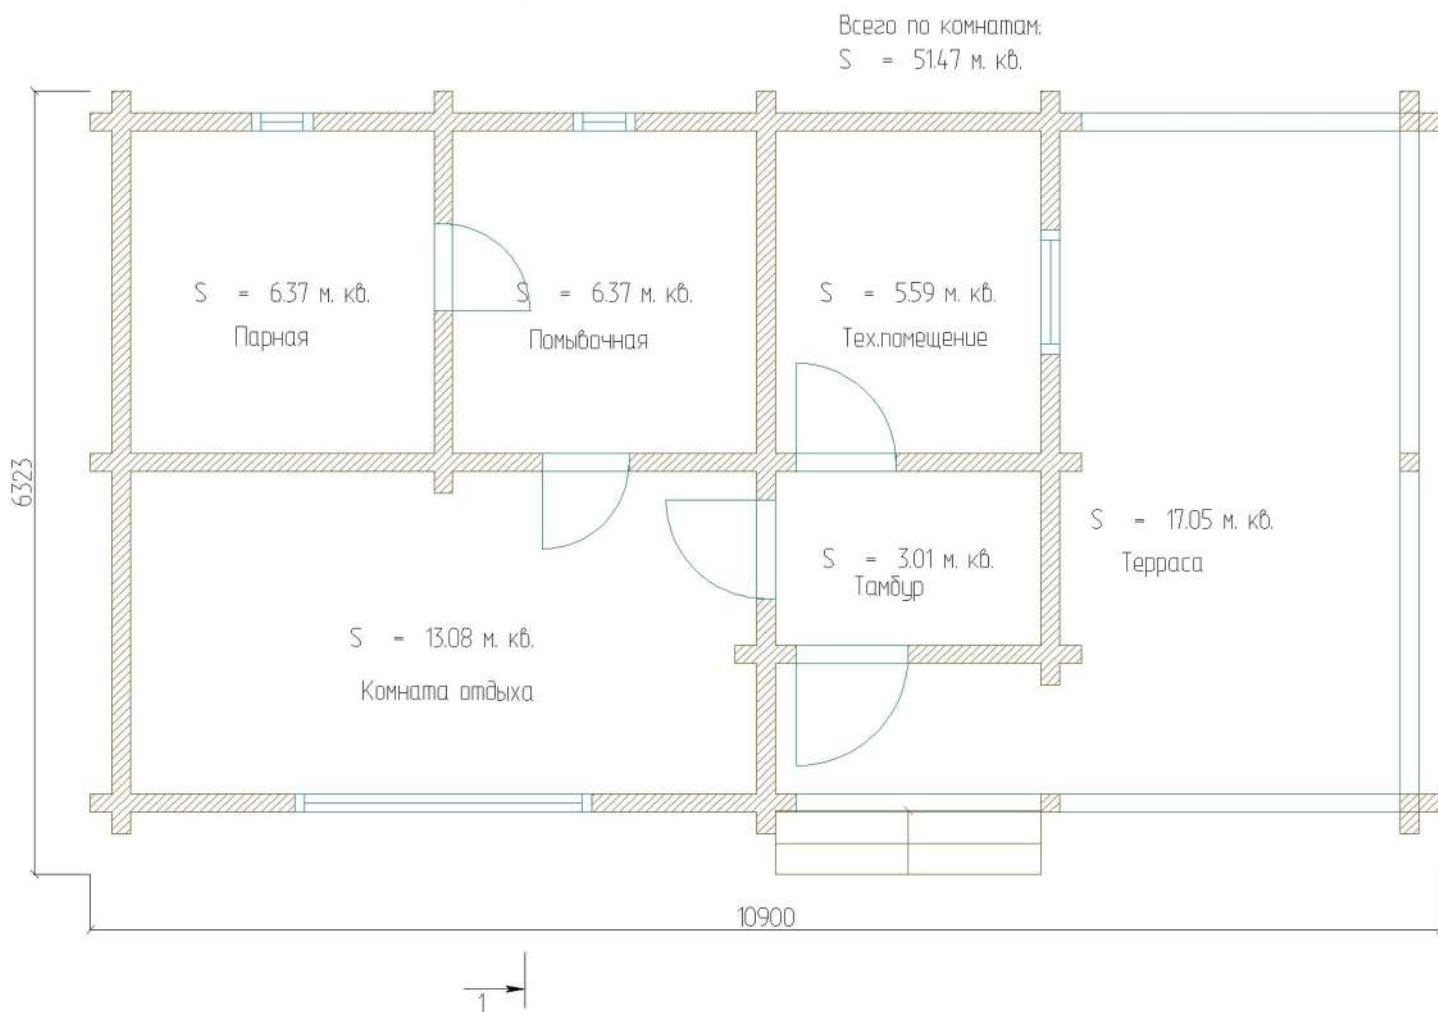 Всего по комнатам:
S = 51.47 м. кв.
S = 6.37 м. кв.
Парная
S = 6.37 м. кв.
Помывочная
S = 5.59 м. кв.
Тех.помещение
6323
S = 17.05 м. кв.
Терраса
S = 3.01 м. кв.
Тамбур
S = 13.08 м. кв.
Комната отдыха
10900
1